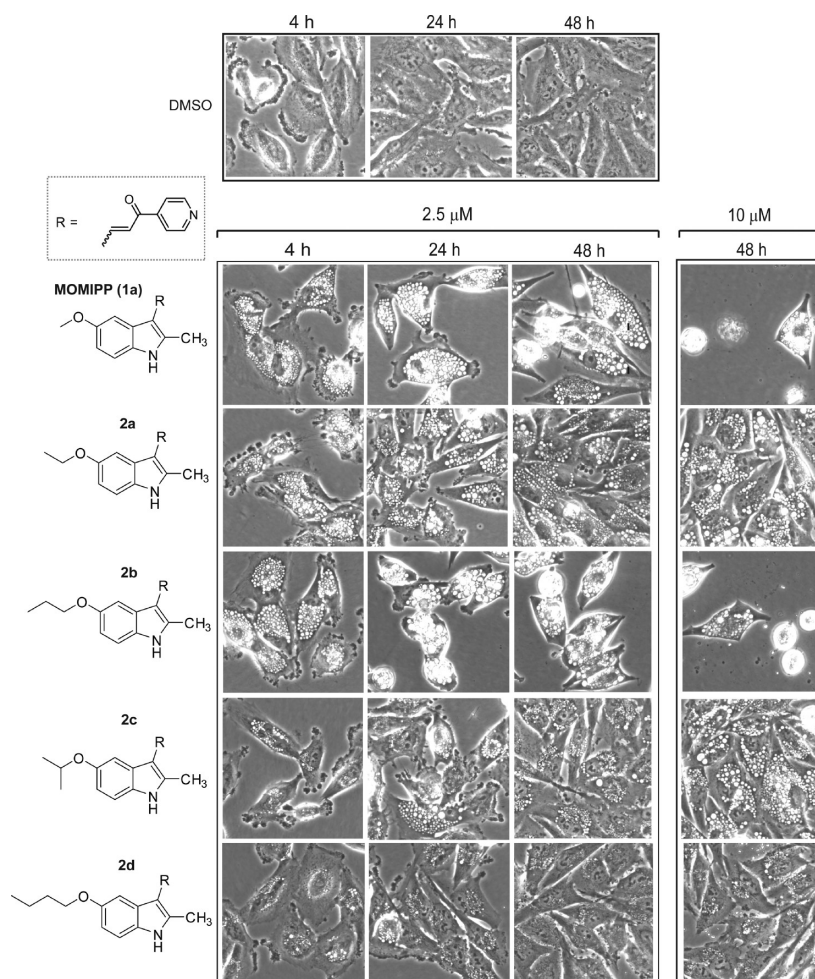 4 h 24 h 48 h
DMSO
R =
O
N
2.5 μM 10 μM
4 h 24 h 48 h 48 h
MOMIPP (1a)
R
O
CH3
N
H
2a
R
O
CH3
N
H
2b
R
O
CH3
N
H
2c
R
O
CH3
N
H
2d
R
O
CH3
N
H